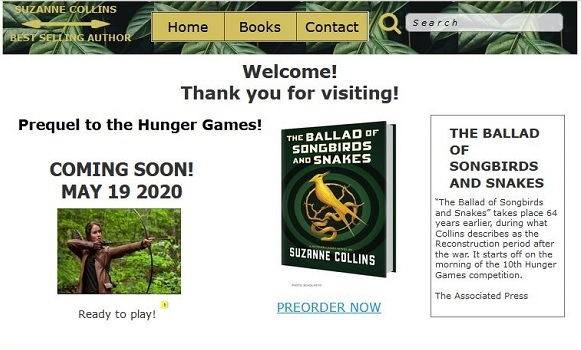 SUZANNE COLLINS
BEST SELLING AUTHOR
Home Books Contact
Search
Welcome!
Thank you for visiting!
Prequel to the Hunger Games!
COMING SOON!
MAY 19 2020
Ready to play!
THE BALLAD OF
SONGBIRDS
AND SNAKES
SUZANNE COLLINS
PREORDER NOW
THE BALLAD
OF
SONGBIRDS
AND SNAKES
“The Ballad of Songbirds
and Snakes” takes place 64
years earlier, during what
Collins describes as the
Reconstruction period after
the war. It starts off on the
morning of the 10th Hunger
Games competition.
The Associated Press